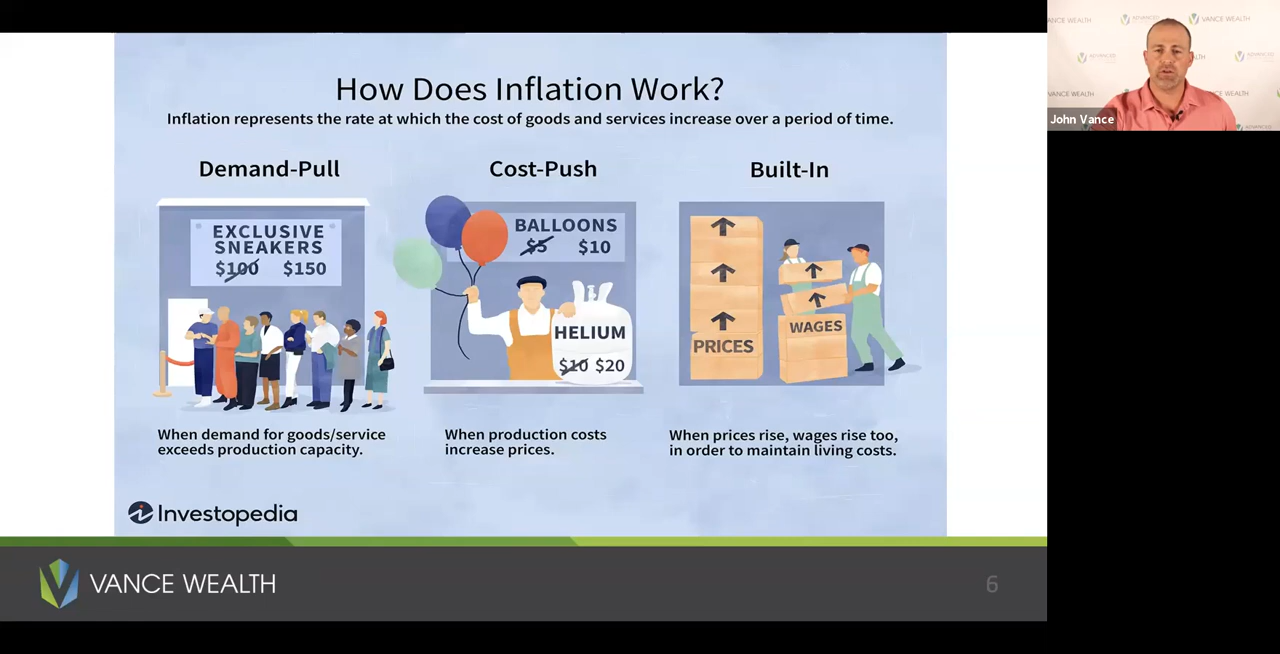 How Does Inflation Work?
Inflation represents the rate at which the cost of goods and services increase over a period of time.
Demand-Pull
EXCLUSIVE
SNEAKERS
$100 $150
When demand for goods/service
exceeds production capacity.
Cost-Push
BALLOONS
$5 $10
HELIUM
$10 $20
When production costs
increase prices.
Built-In
PRICES
WAGES
When prices rise, wages rise too,
in order to maintain living costs.
Investopedia
VANCE WEALTH
6
VANCE WEALTH
John Vance